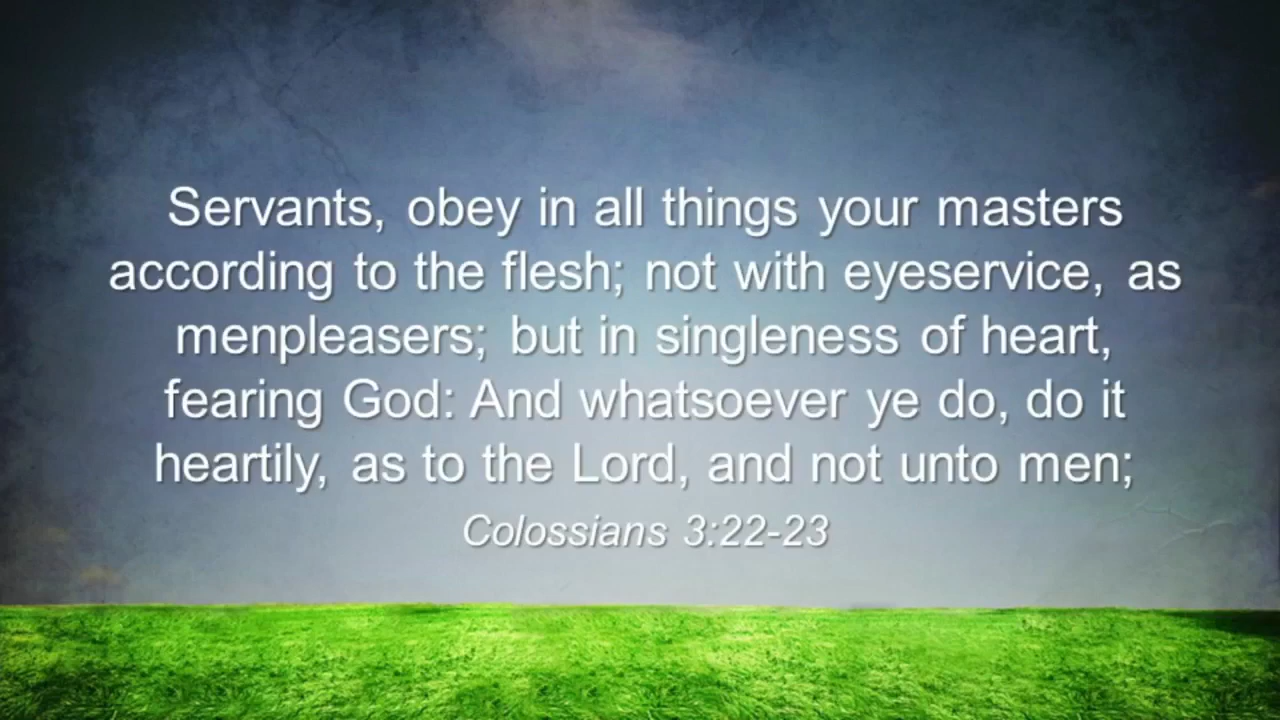 Servants, obey in all things your masters
according to the flesh; not with eyeservice, as
menpleasers; but in singleness of heart,
fearing God: And whatsoever ye do, do it
heartily, as to the Lord, and not unto men;
Colossians 3:22-23